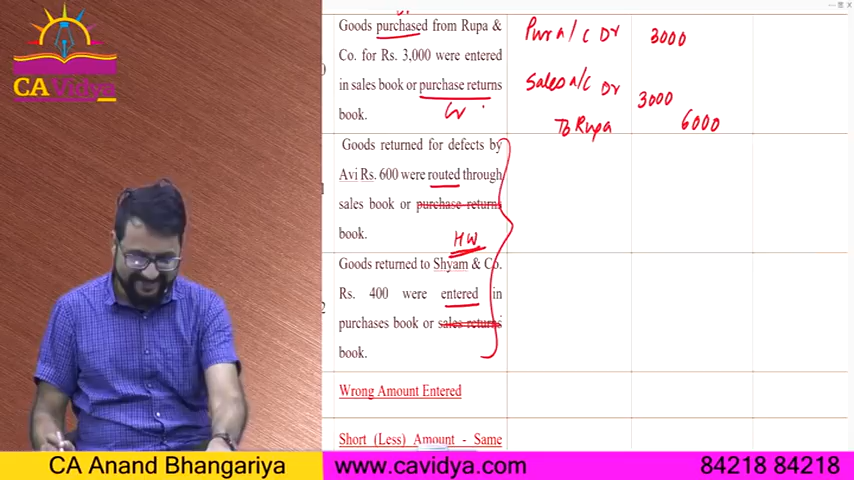 CA Vidya
Goods purchased from Rupa &
Co. for Rs. 3,000 were entered
in sales book or purchase returns
book.
Pur a/c Dr 3000
Sales a/c Dr 3000
To Rupa 6000
Goods returned for defects by
Avi Rs. 600 were routed through
sales book or purchase returns
book.
HW
Goods returned to Shyam & Co.
Rs. 400 were entered in
purchases book or sales returns
book.
Wrong Amount Entered
Short (Less) Amount - Same
CA Anand Bhangariya www.cavidya.com 84218 84218